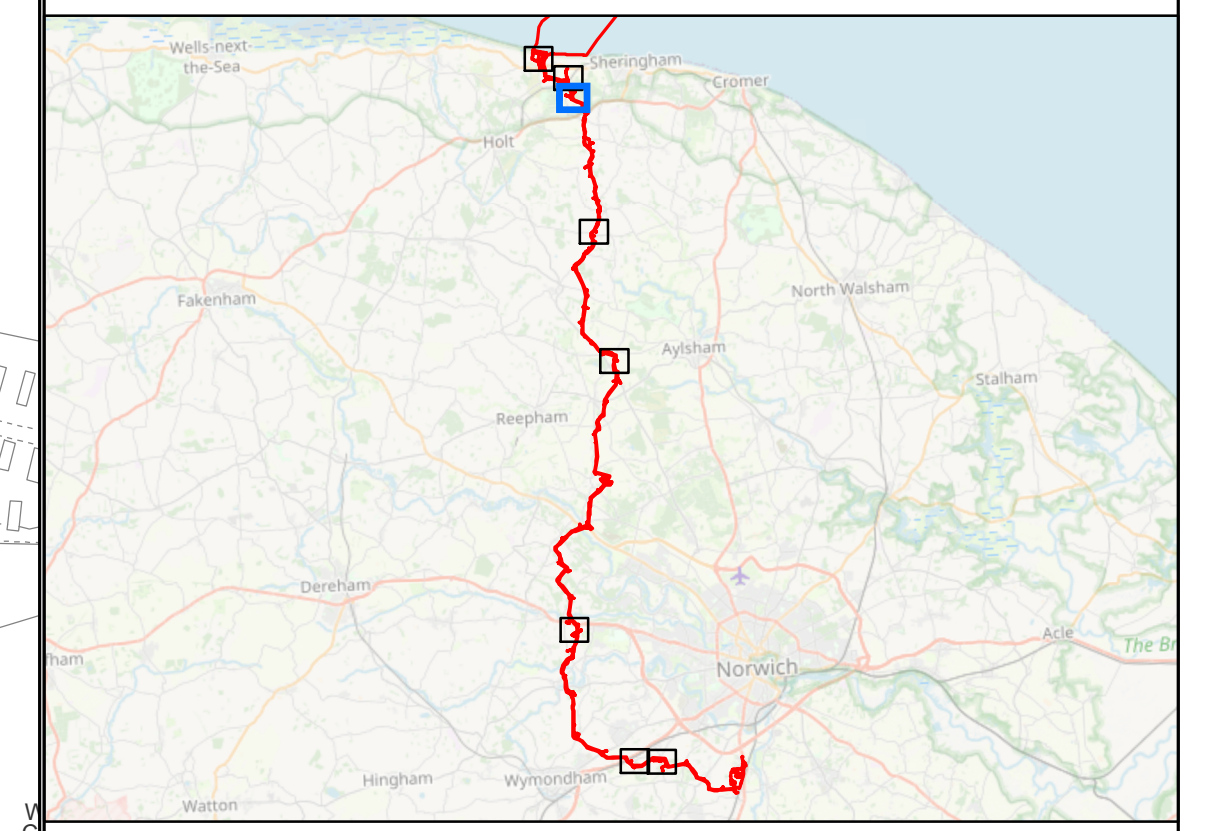 Wells-next-
the-Sea
Sheringham
Cromer
Holt
Fakenham
North Walsham
Aylsham
Stalham
Reepham
Dereham
Acle
The Br
fham
Norwich
Hingham
Wymondham
Watton
W